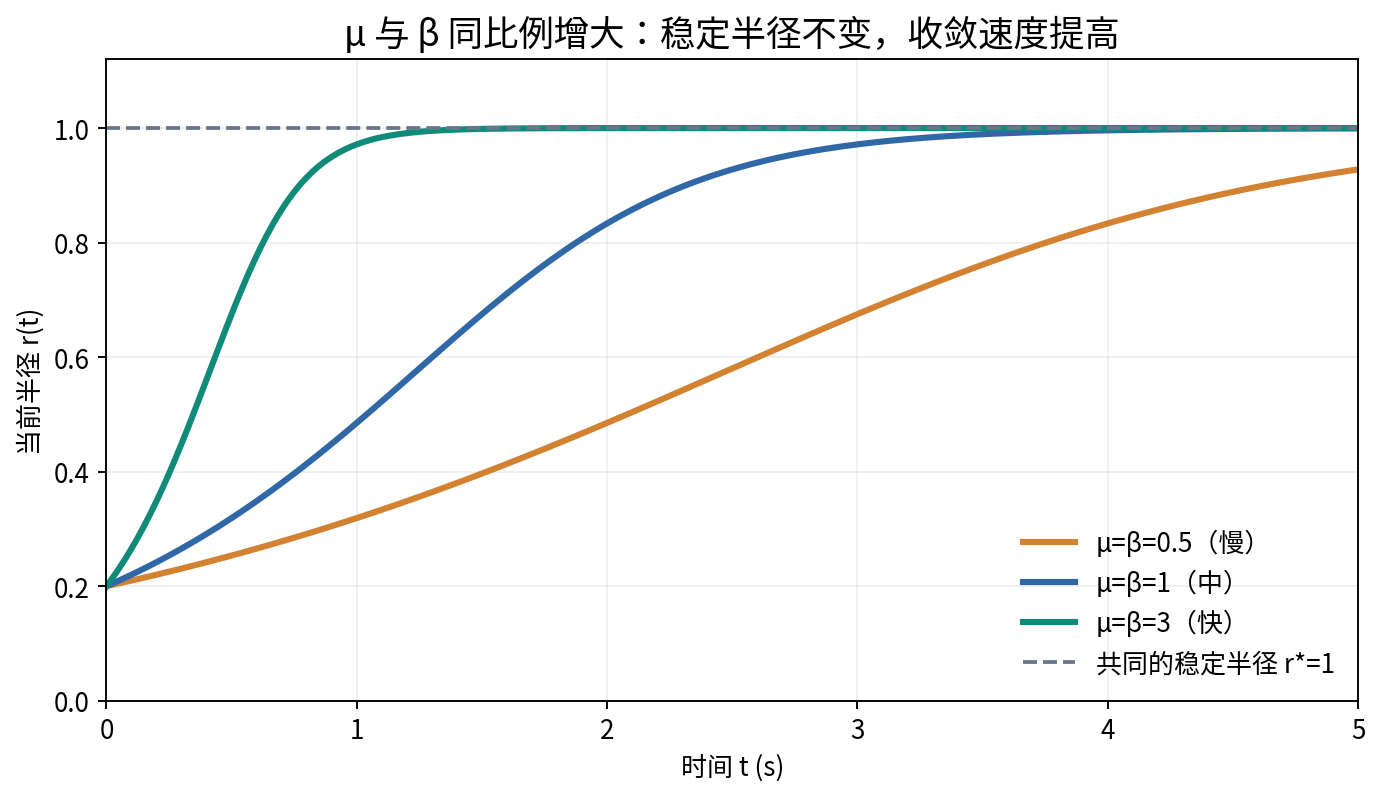 μ 与 β 同比例增大：稳定半径不变，收敛速度提高
当前半径 r(t)
1.0
0.8
0.6
0.4
0.2
0.0
0 1 2 3 4 5
时间 t (s)
μ=β=0.5（慢）
μ=β=1（中）
μ=β=3（快）
共同的稳定半径 r*=1